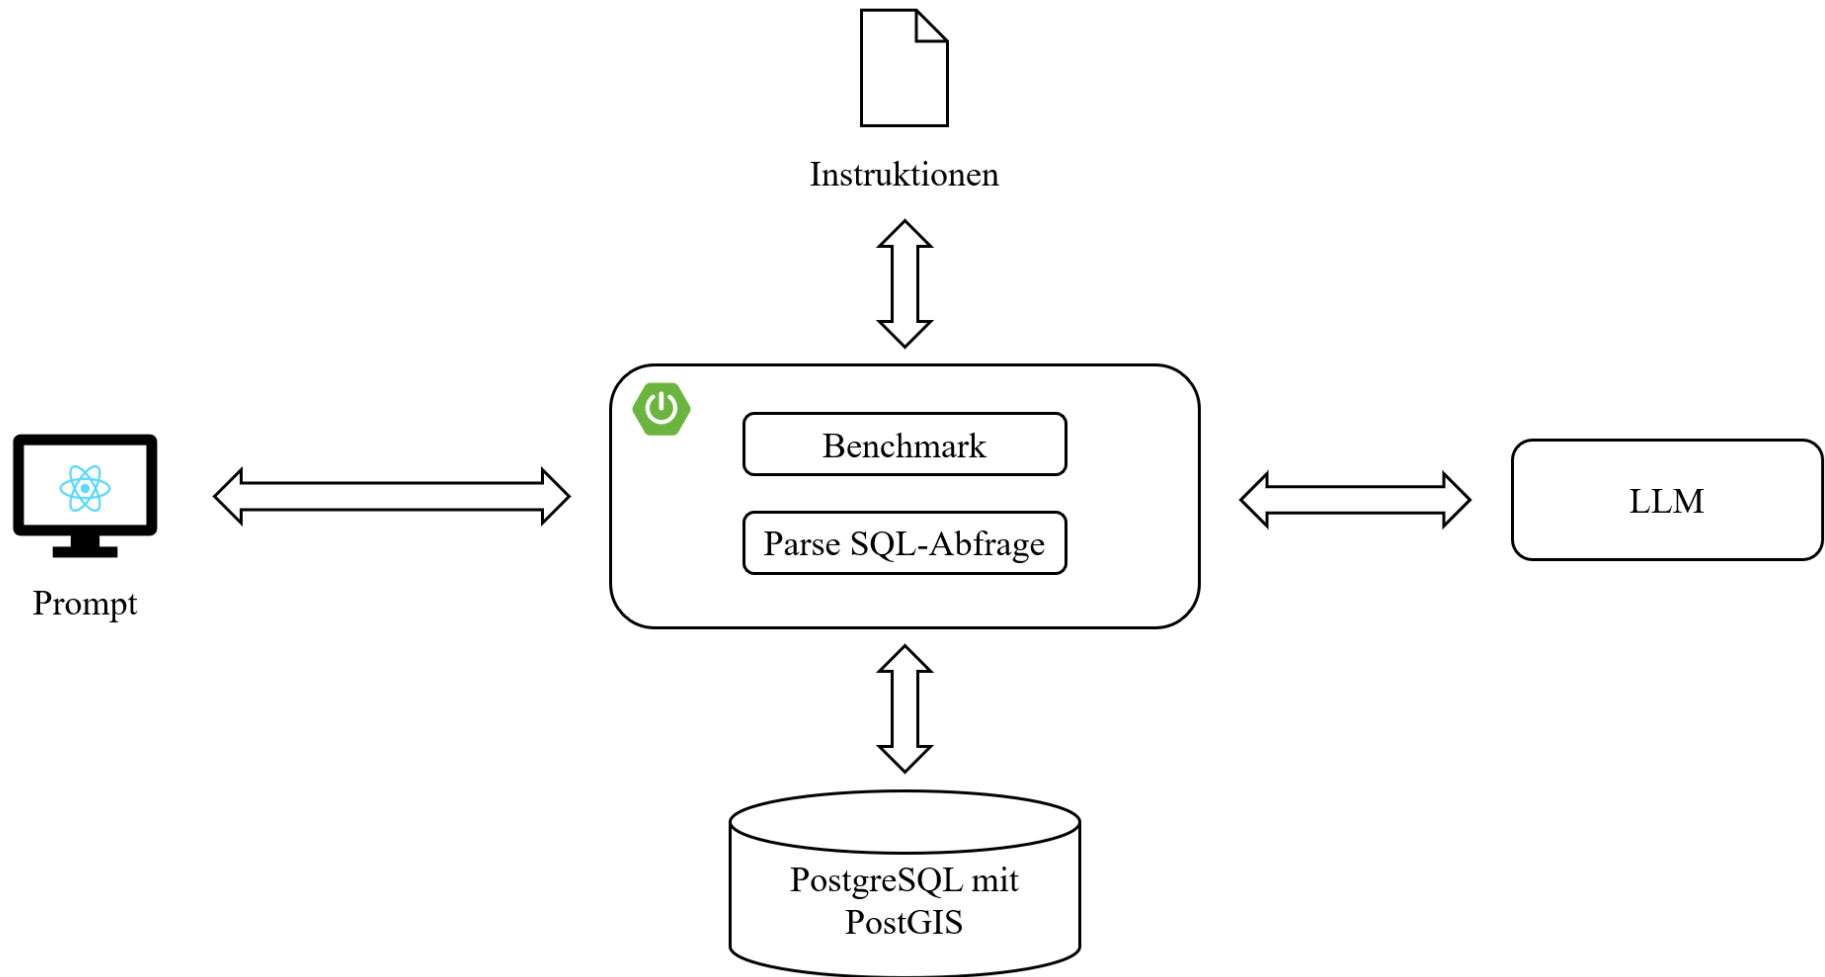 Instruktionen
Benchmark
Parse SQL-Abfrage
LLM
Prompt
PostgreSQL mit
PostGIS